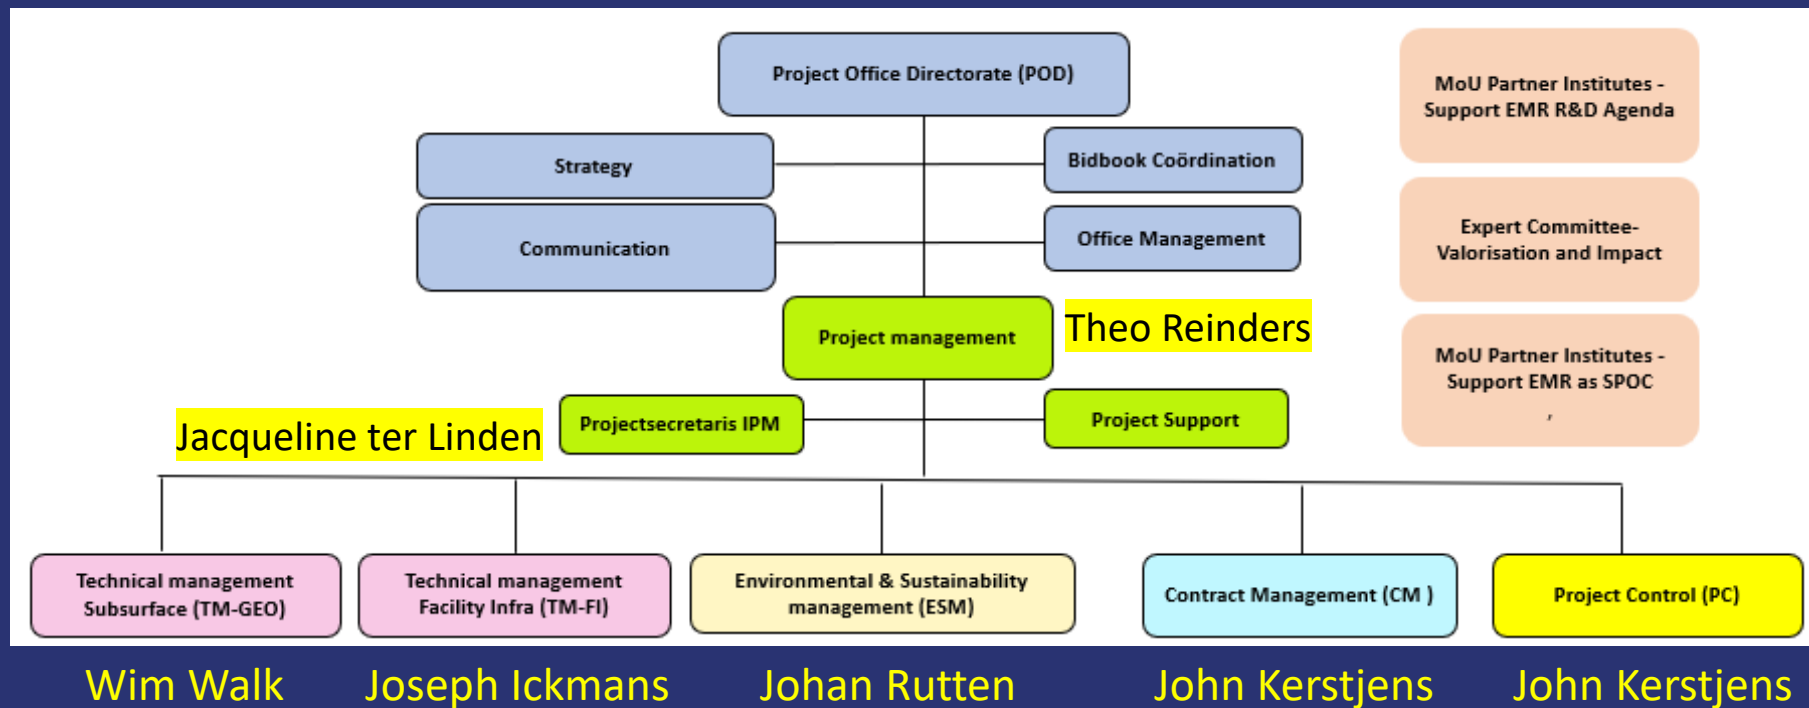 Project Office Directorate (POD)
MoU Partner Institutes -
Support EMR R&D Agenda
Strategy
Bidbook Coördination
Communication
Office Management
Expert Committee-
Valorisation and Impact
Project management
Theo Reinders
MoU Partner Institutes -
Support EMR as SPOC
,
Jacqueline ter Linden
Projectsecretaris IPM
Project Support
Technical management
Subsurface (TM-GEO)
Technical management
Facility Infra (TM-FI)
Environmental & Sustainability
management (ESM)
Contract Management (CM )
Project Control (PC)
Wim Walk
Joseph Ickmans
Johan Rutten
John Kerstjens
John Kerstjens